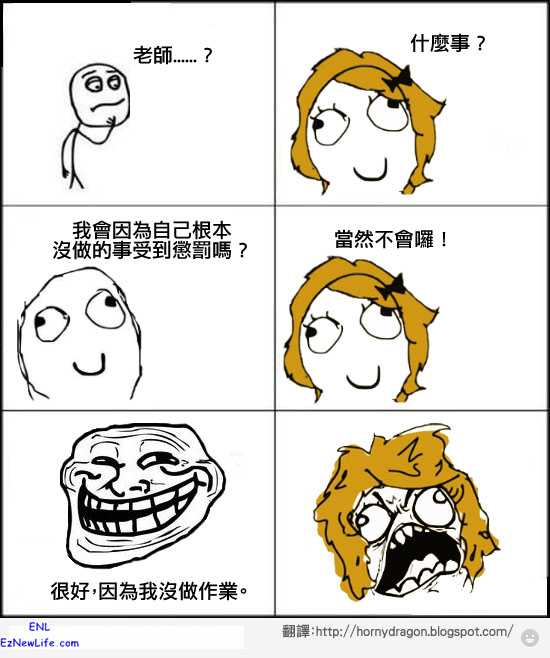 老師......？
什麼事？
我會因為自己根本
沒做的事受到懲罰嗎？
當然不會囉！
很好，因為我沒做作業。
ENL
EzNewLife.com
翻譯：http://hornydragon.blogspot.com/